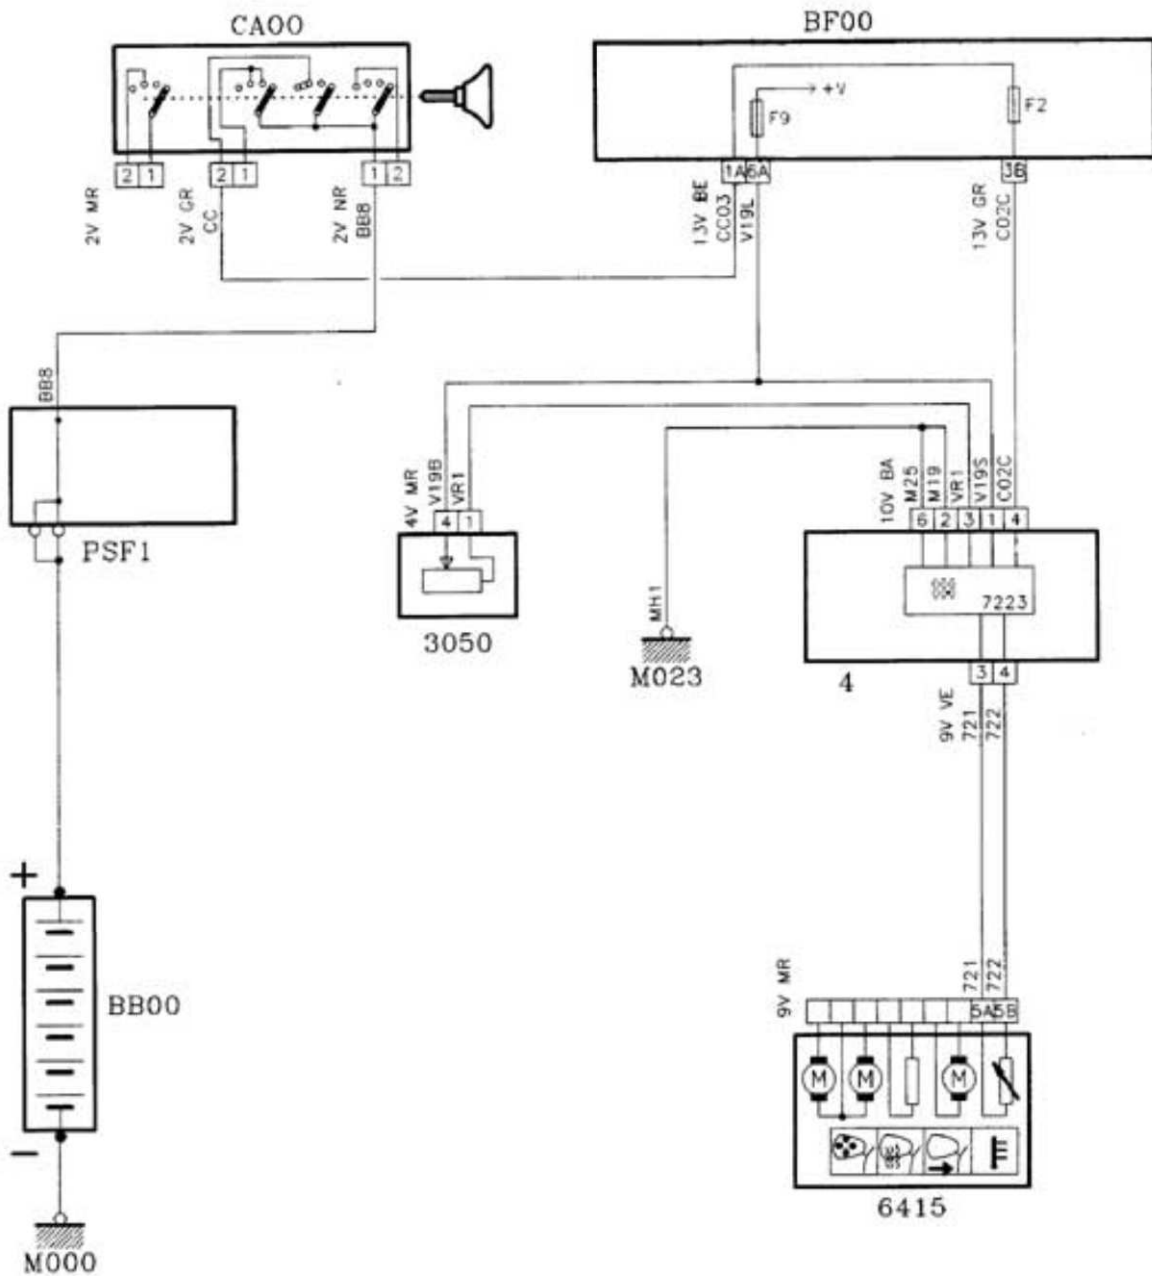 CA00
BF00
+V
F9
F2
2 1
2 1
1 2
1A 6A
3B
2V MR
2V GR
CC
2V NR
BB8
13V BE
CC03
V19L
13V GR
C02C
BB8
PSF1
4V MR
V19B
VR1
4 1
3050
MH1
M023
10V BA
M25
M19
VR1
V19S
C02C
6 2 3 1 4
7223
4
3 4
9V VE
721
722
+
BB00
-
M000
9V MR
721
722
5A 5B
M M M
6415